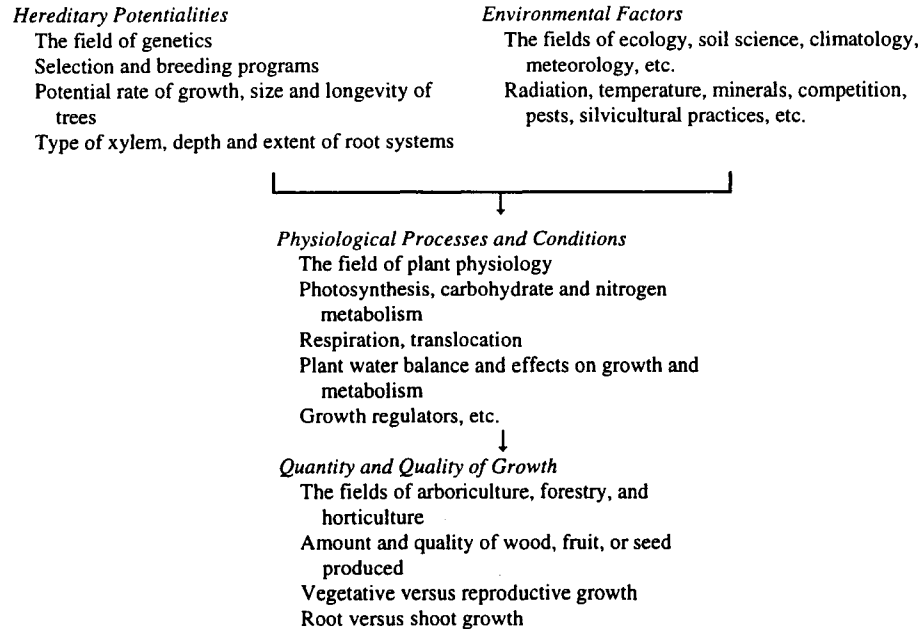 Hereditary Potentialities
The field of genetics
Selection and breeding programs
Potential rate of growth, size and longevity of
trees
Type of xylem, depth and extent of root systems
Environmental Factors
The fields of ecology, soil science, climatology,
meteorology, etc.
Radiation, temperature, minerals, competition,
pests, silvicultural practices, etc.
Physiological Processes and Conditions
The field of plant physiology
Photosynthesis, carbohydrate and nitrogen
metabolism
Respiration, translocation
Plant water balance and effects on growth and
metabolism
Growth regulators, etc.
Quantity and Quality of Growth
The fields of arboriculture, forestry, and
horticulture
Amount and quality of wood, fruit, or seed
produced
Vegetative versus reproductive growth
Root versus shoot growth